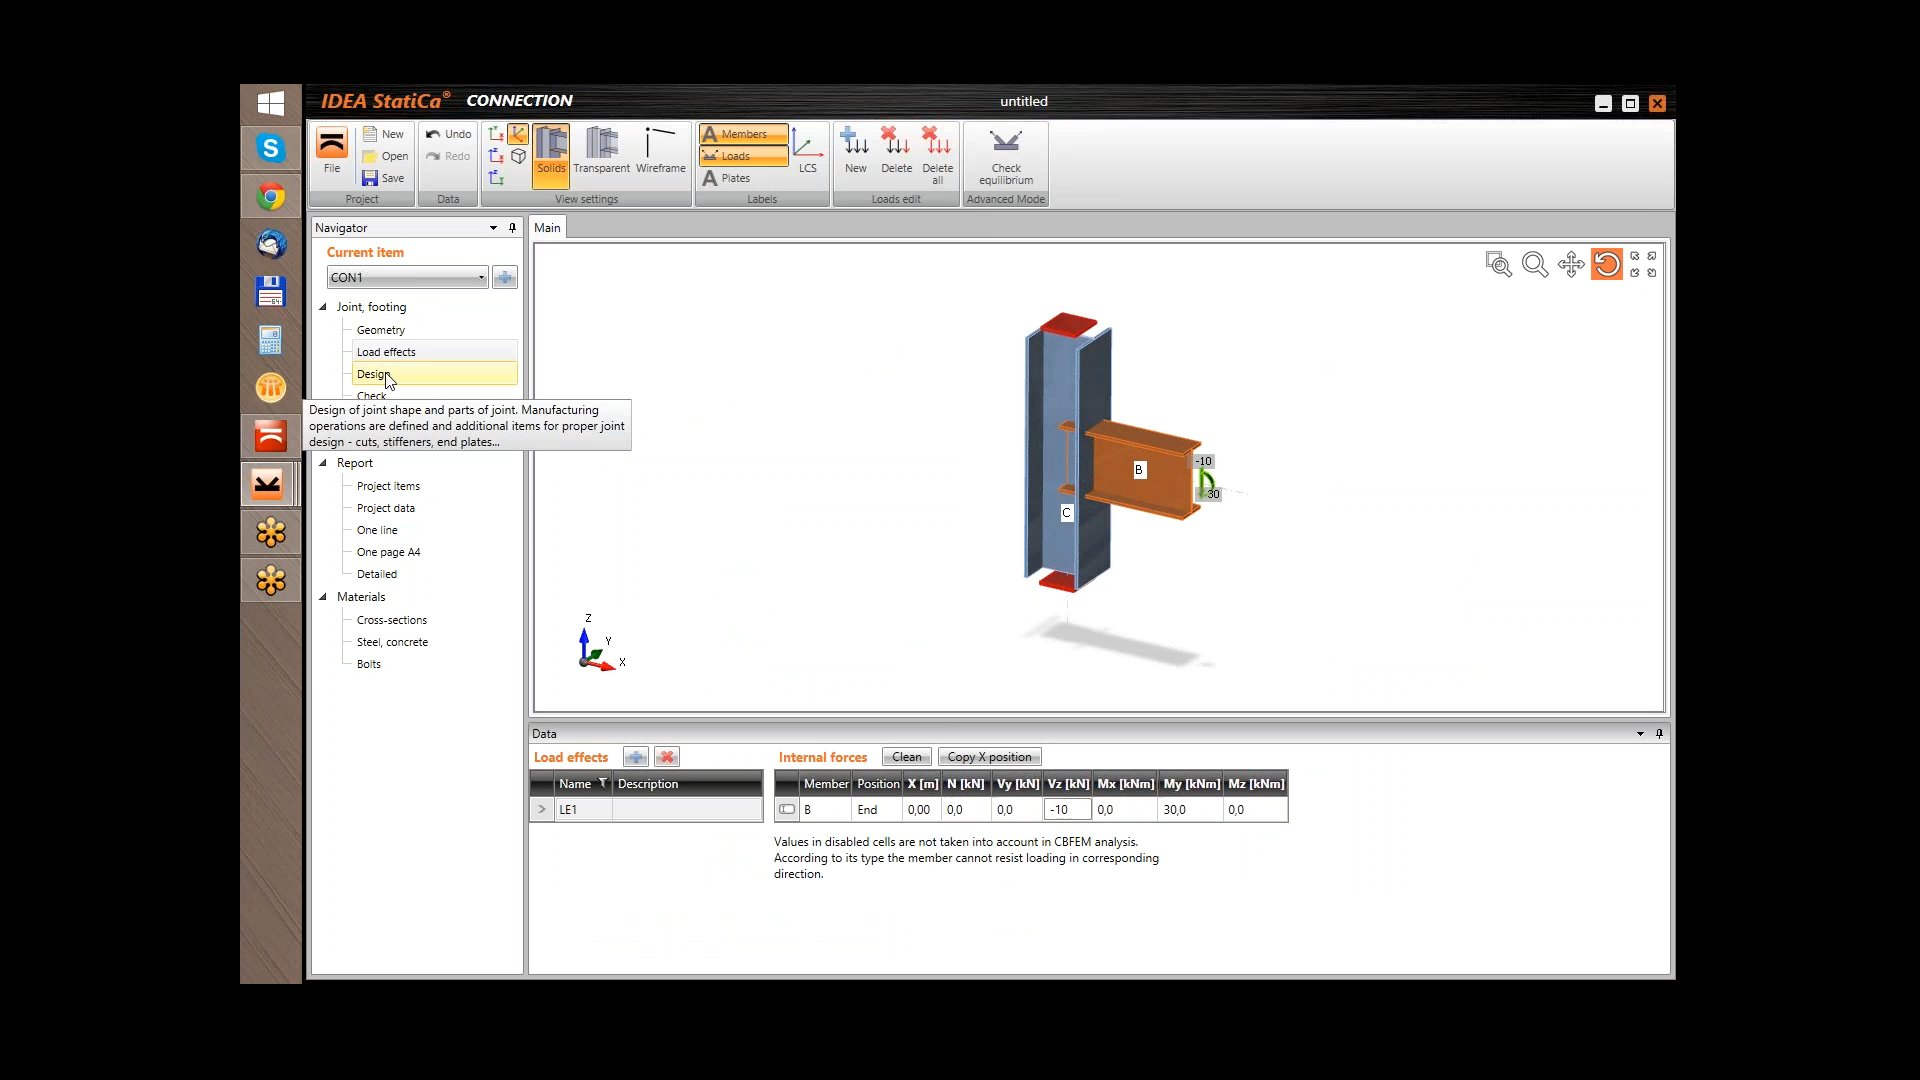 IDEA StatiCa® CONNECTION
untitled
File
New
Open
Save
Project
Undo
Redo
Data
Solids
Transparent
Wireframe
View settings
Members
Loads
Plates
LCS
Labels
New
Delete
Delete all
Loads edit
Check equilibrium
Advanced Mode
Navigator
Main
Current item
CON1
Joint, footing
Geometry
Load effects
Design
Check
Design of joint shape and parts of joint. Manufacturing
operations are defined and additional items for proper joint
design - cuts, stiffeners, end plates...
Report
Project items
Project data
One line
One page A4
Detailed
Materials
Cross-sections
Steel, concrete
Bolts
B
-10
30
C
Z
Y
X
Data
Load effects
Internal forces Clean Copy X position
Name Description
LE1
Member Position X [m] N [kN] Vy [kN] Vz [kN] Mx [kNm] My [kNm] Mz [kNm]
B End 0,00 0,0 0,0 -10 0,0 30,0 0,0
Values in disabled cells are not taken into account in CBFEM analysis.
According to its type the member cannot resist loading in corresponding
direction.